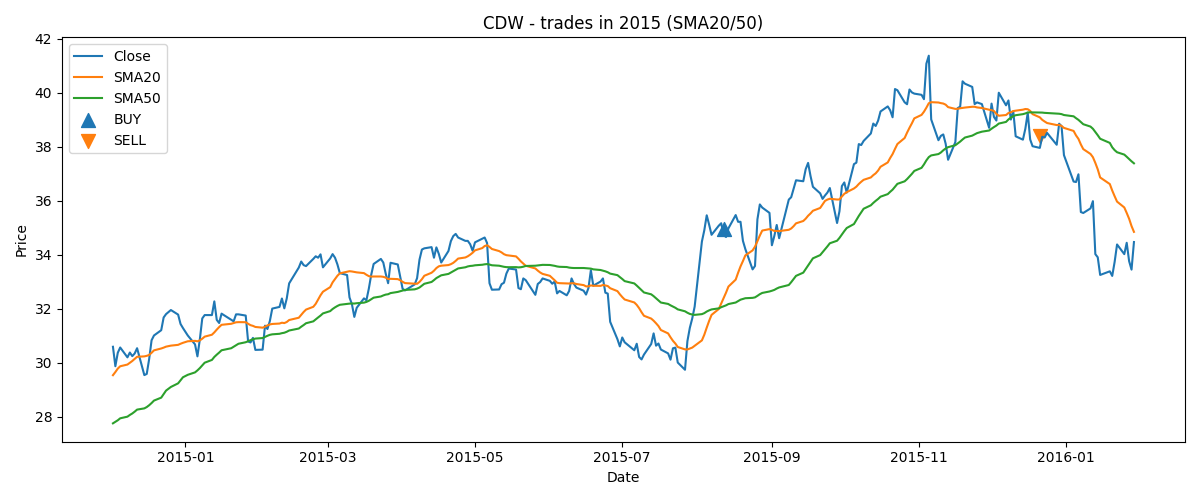 CDW - trades in 2015 (SMA20/50)
Close
SMA20
SMA50
BUY
SELL
Price
42
40
38
36
34
32
30
28
2015-01 2015-03 2015-05 2015-07 2015-09 2015-11 2016-01
Date